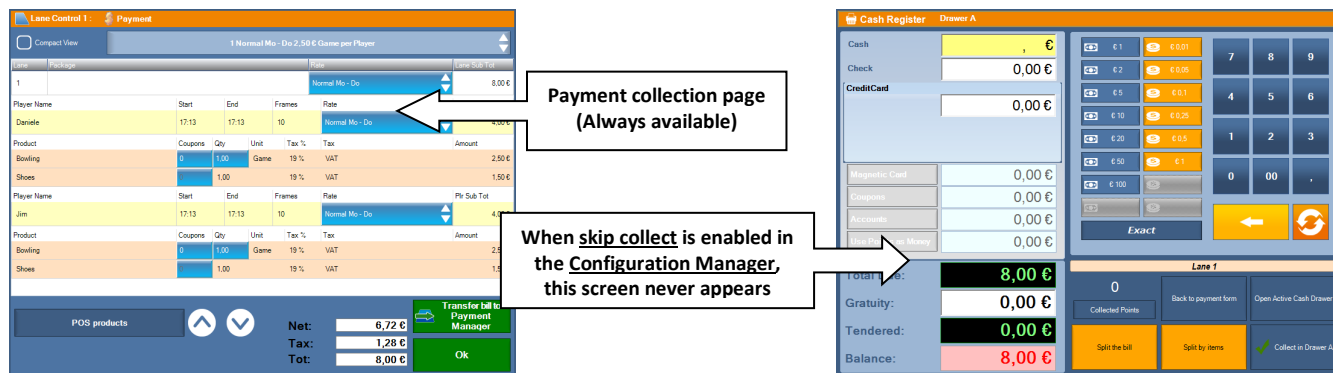 Lane Control 1 : Payment
Compact View
1 Normal Mo - Do 2,50 € Game per Player
Lane Package Rate Lane Sub Tot
1 Normal Mo - Do 8,00 €
Player Name Start End Frames Rate
Daniele 17:13 17:13 10 Normal Mo - Do
Product Coupons Qty Unit Tax % Tax Amount
Bowling 0 1,00 Game 19 % VAT 2,50 €
Shoes 1,00 19 % VAT 1,50 €
Player Name Start End Frames Rate Plr Sub Tot
Jim 17:13 17:13 10 Normal Mo - Do
Product Coupons Qty Unit Tax % Tax Amount
Bowling 0 1,00 Game 19 % VAT
Shoes 1,00 19 % VAT
POS products
Net: 6,72 €
Tax: 1,28 €
Tot: 8,00 €
Transfer bill to
Payment
Manager
Ok
Payment collection page
(Always available)
When skip collect is enabled in
the Configuration Manager,
this screen never appears
Cash Register Drawer A
Cash , €
Check 0,00 €
CreditCard
0,00 €
Magnetic Card 0,00 €
Coupons 0,00 €
Accounts 0,00 €
0,00 €
8,00 €
Gratuity: 0,00 €
Tendered: 0,00 €
Balance: 8,00 €
€ 1 € 0,01
€ 2 € 0,05
€ 5 € 0,1
€ 10 € 0,25
€ 20 € 0,5
€ 50 € 1
€ 100
Exact
7 8 9
4 5 6
1 2 3
0 00 ,
Lane 1
0
Collected Points
Back to payment form
Open Active Cash Drawer
Split the bill
Split by items
Collect in Drawer A